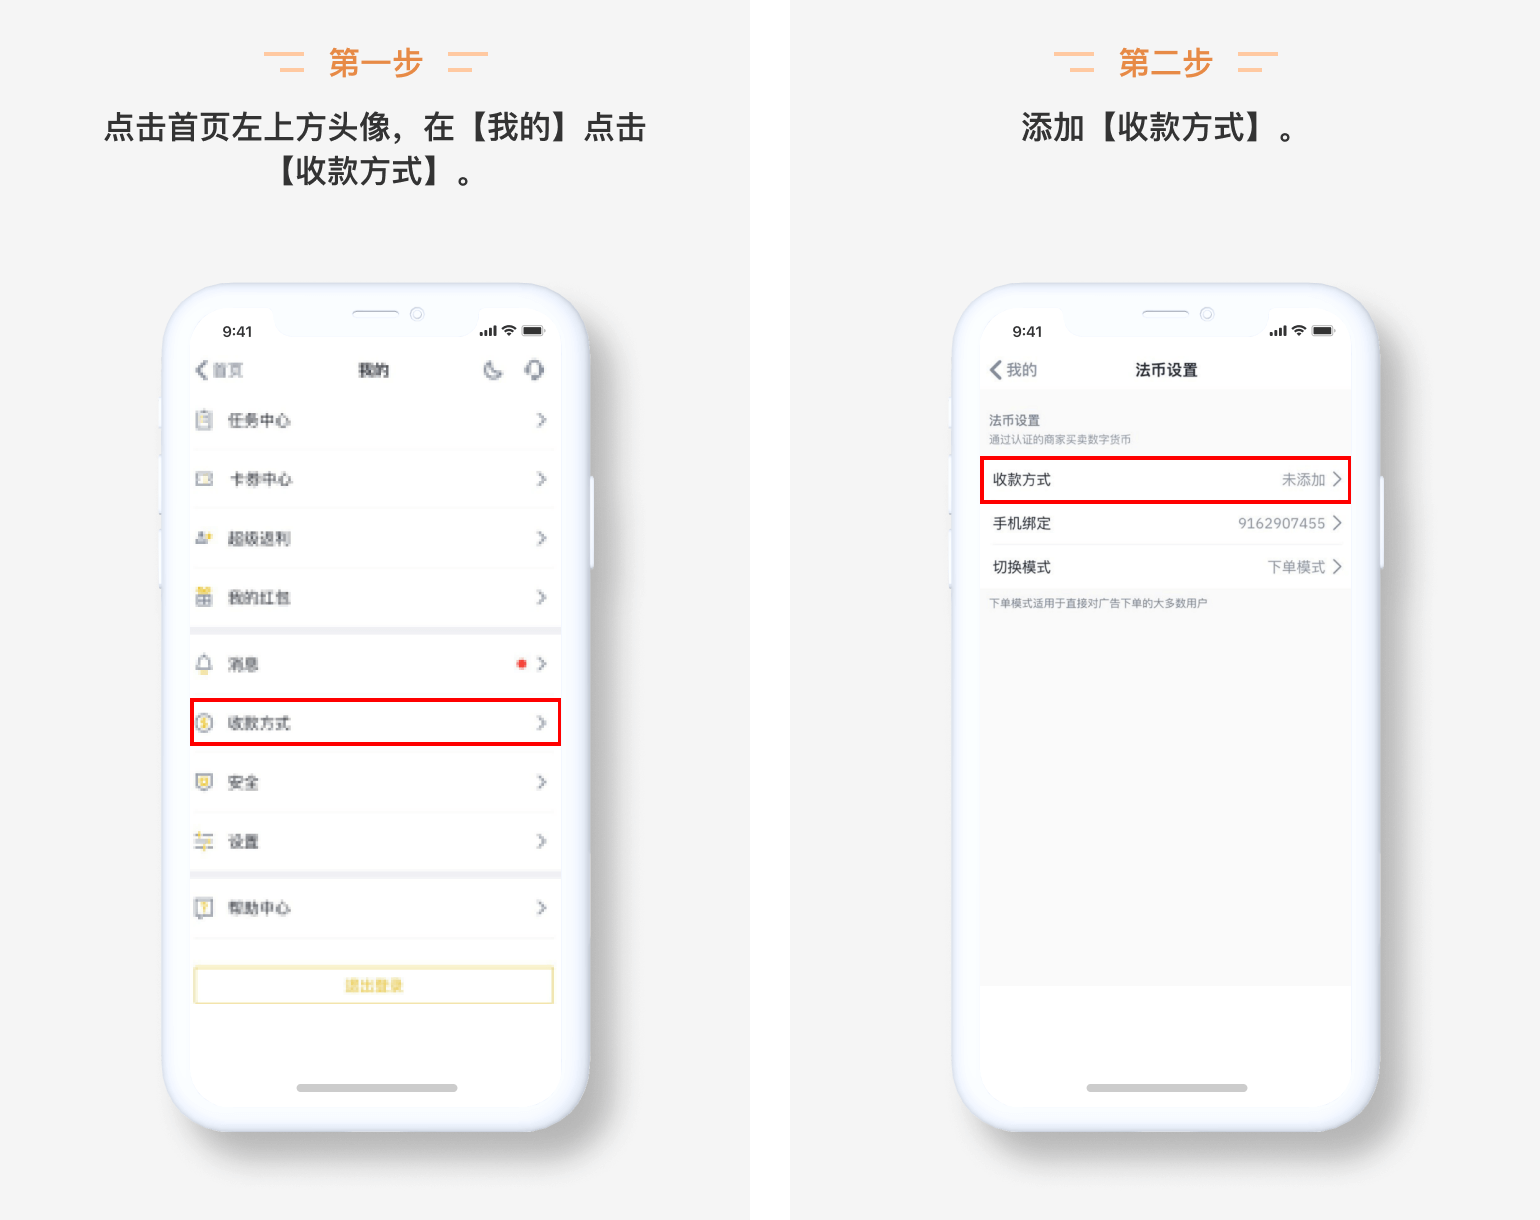 第一步
点击首页左上方头像，在【我的】点击
【收款方式】。
9:41
首页
我的
任务中心
卡券中心
超级返利
我的红包
消息
收款方式
安全
设置
帮助中心
退出登录
第二步
添加【收款方式】。
9:41
我的
法币设置
法币设置
通过认证的商家买卖数字货币
收款方式
未添加
手机绑定
9162907455
切换模式
下单模式
下单模式适用于直接对广告下单的大多数用户